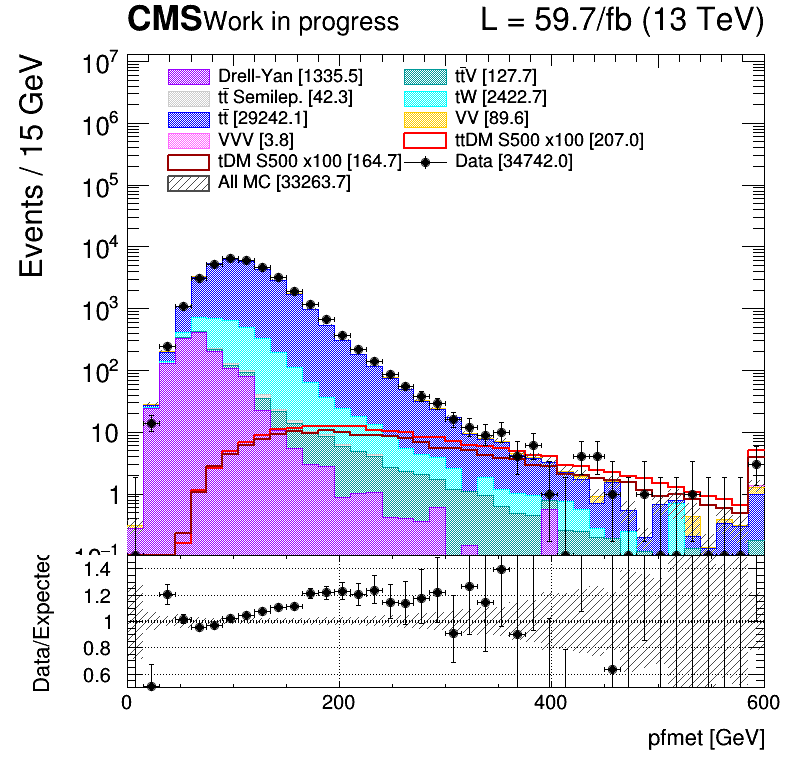 CMS Work in progress L = 59.7/fb (13 TeV)
Events / 15 GeV
10⁷
10⁶
10⁵
10⁴
10³
10²
10
1
10⁻¹
Drell-Yan [1335.5] tt̄V [127.7]
tt̄ Semilep. [42.3] tW [2422.7]
tt̄ [29242.1] VV [89.6]
VVV [3.8] ttDM S500 x100 [207.0]
tDM S500 x100 [164.7] Data [34742.0]
All MC [33263.7]
Data/Expected
1.4
1.2
1
0.8
0.6
0 200 400 600
pfmet [GeV]